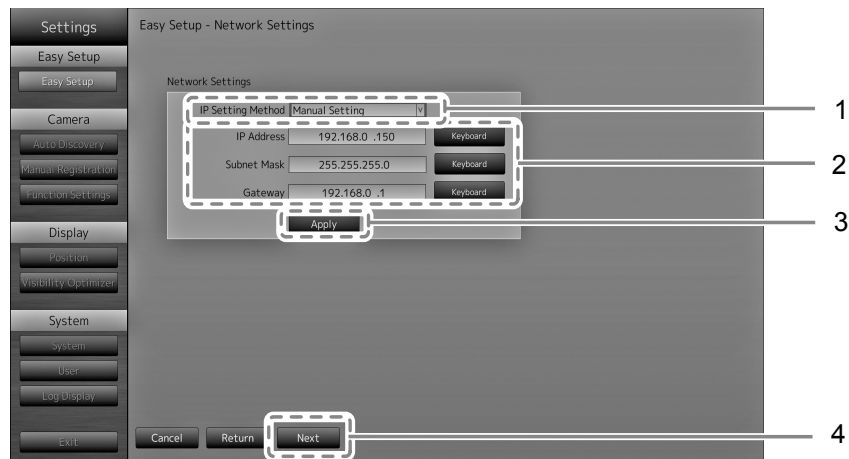 Settings
Easy Setup - Network Settings
Easy Setup
Easy Setup
Network Settings
IP Setting Method Manual Setting
1
Camera
IP Address 192.168.0 .150 Keyboard
Auto Discovery
Subnet Mask 255.255.255.0 Keyboard
2
Manual Registration
Function Settings
Gateway 192.168.0 .1 Keyboard
Apply
3
Display
Position
Visibility Optimizer
System
System
User
Log Display
Exit
Cancel Return Next
4